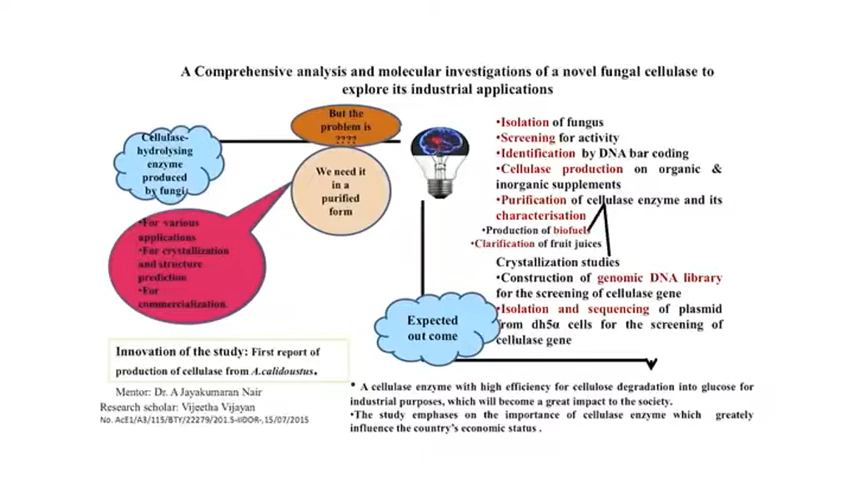 A Comprehensive analysis and molecular investigations of a novel fungal cellulase to
explore its industrial applications
But the
problem is
????
Cellulase-
hydrolysing
enzyme
produced
by fungi
We need it
in a
purified
form
•For various
applications
•For crystallization
and structure
prediction
•For
commercialization.
•Isolation of fungus
•Screening for activity
•Identification by DNA bar coding
•Cellulase production on organic &
inorganic supplements
•Purification of cellulase enzyme and its
characterisation
•Production of biofuels
•Clarification of fruit juices
Crystallization studies
•Construction of genomic DNA library
for the screening of cellulase gene
•Isolation and sequencing of plasmid
from dh5α cells for the screening of
cellulase gene
Expected
out come
Innovation of the study: First report of
production of cellulase from A.calidoustus.
Mentor: Dr. A Jayakumaran Nair
Research scholar: Vijeetha Vijayan
No. AcE1/A3/115/BTY/22279/201.5-IIDOR-,15/07/2015
• A cellulase enzyme with high efficiency for cellulose degradation into glucose for
industrial purposes, which will become a great impact to the society.
•The study emphases on the importance of cellulase enzyme which greately
influence the country's economic status .